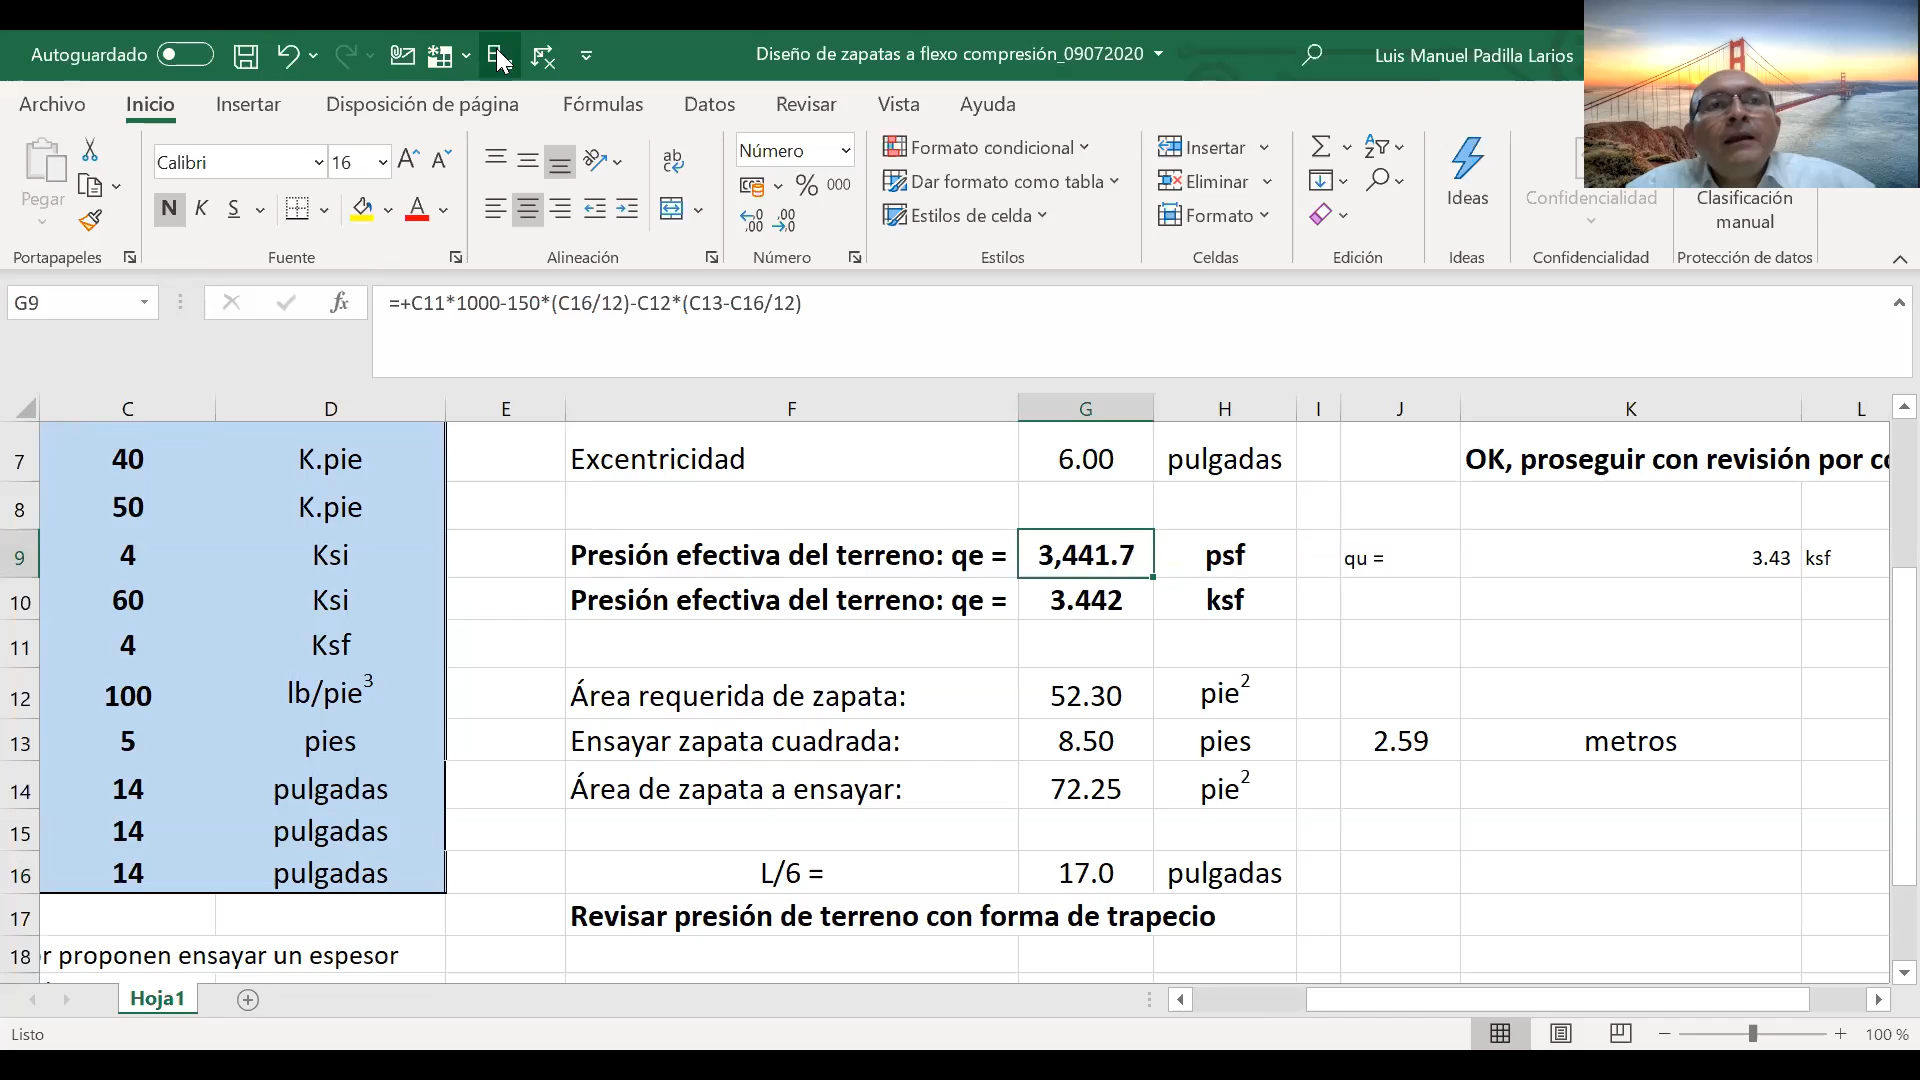 Autoguardado
Diseño de zapatas a flexo compresión_09072020
Luis Manuel Padilla Larios
Archivo Inicio Insertar Disposición de página Fórmulas Datos Revisar Vista Ayuda
Pegar
Portapapeles
Calibri 16
N K S
Fuente
ab
Alineación
Número
% 000
Número
Formato condicional
Dar formato como tabla
Estilos de celda
Estilos
Insertar
Eliminar
Formato
Celdas
Edición
Ideas
Ideas
Confidencialidad
Confidencialidad
Clasificación
manual
Protección de datos
G9 fx =+C11*1000-150*(C16/12)-C12*(C13-C16/12)
C D E F G H I J K L
7 40 K.pie Excentricidad 6.00 pulgadas OK, proseguir con revisión por
8 50 K.pie
9 4 Ksi Presión efectiva del terreno: qe = 3,441.7 psf qu = 3.43 ksf
10 60 Ksi Presión efectiva del terreno: qe = 3.442 ksf
11 4 Ksf
12 100 lb/pie³ Área requerida de zapata: 52.30 pie²
13 5 pies Ensayar zapata cuadrada: 8.50 pies 2.59 metros
14 14 pulgadas Área de zapata a ensayar: 72.25 pie²
15 14 pulgadas
16 14 pulgadas L/6 = 17.0 pulgadas
17 Revisar presión de terreno con forma de trapecio
18 r proponen ensayar un espesor
Hoja1
Listo
100 %